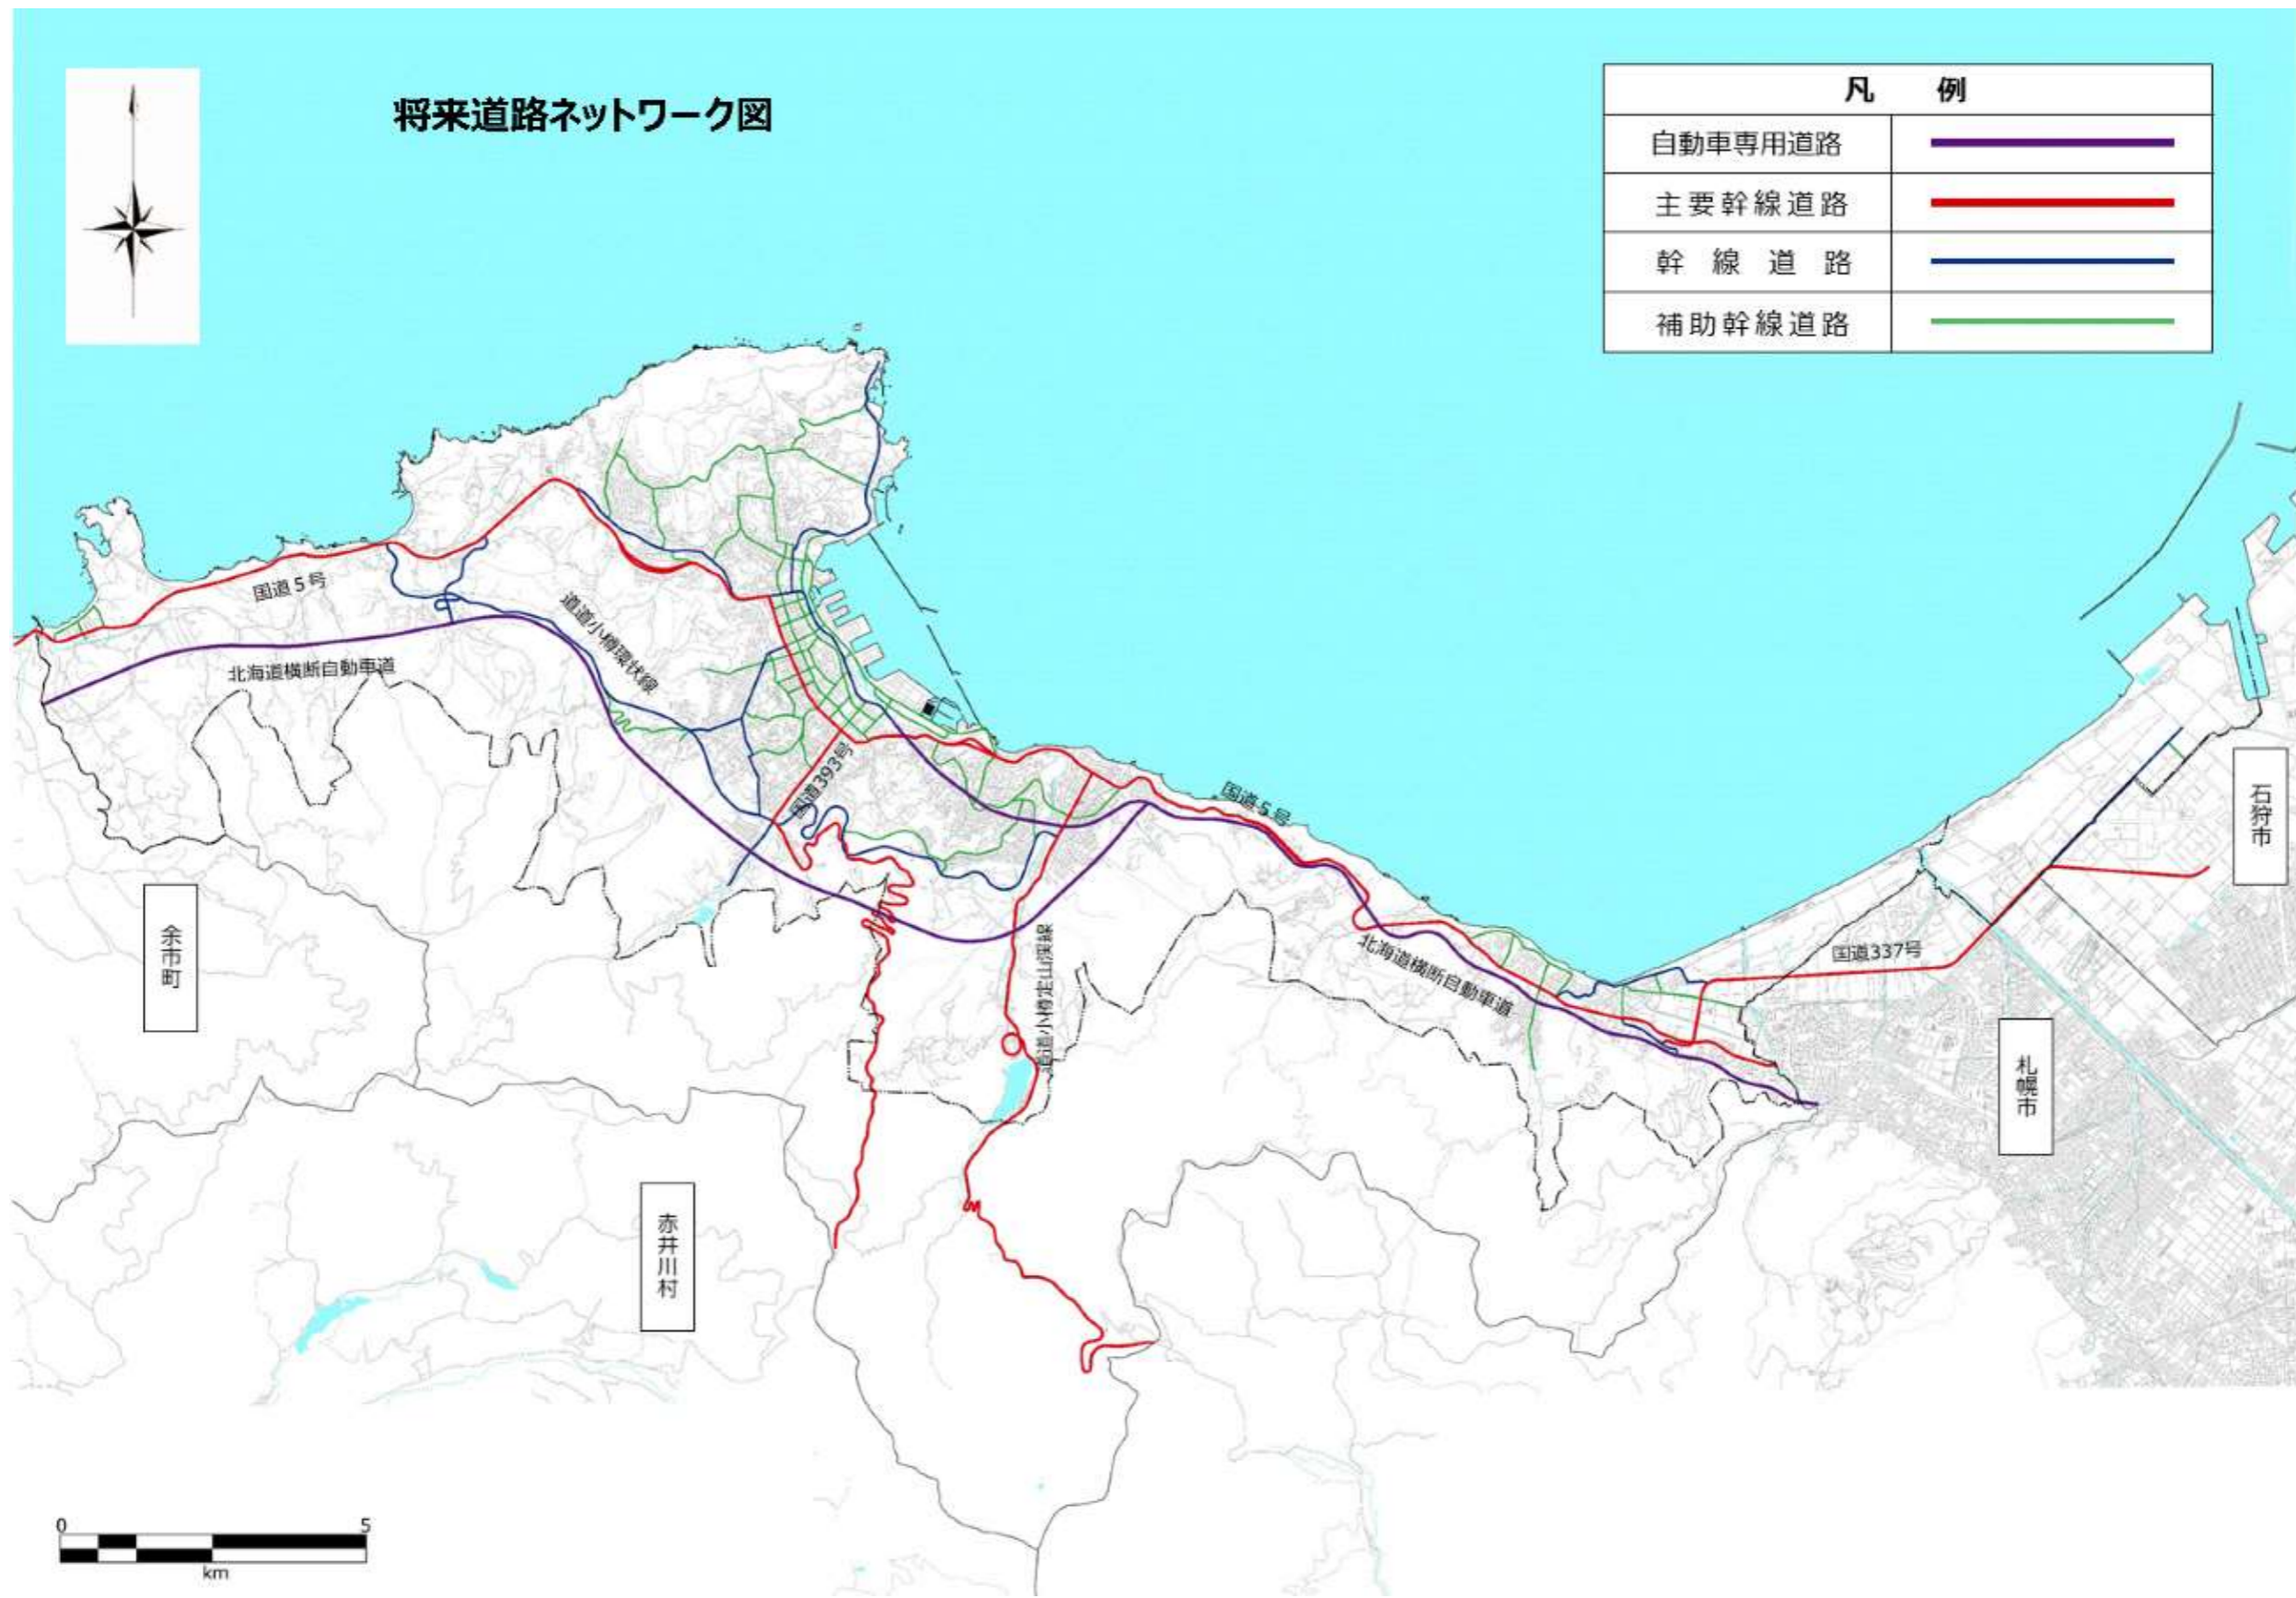 将来道路ネットワーク図
凡 例
自動車専用道路
主要幹線道路
幹線道路
補助幹線道路
国道5号
道道小樽環状線
北海道横断自動車道
国道393号
国道5号
石狩市
余市町
道道小樽定山渓線
北海道横断自動車道
国道337号
札幌市
赤井川村
0 5
km